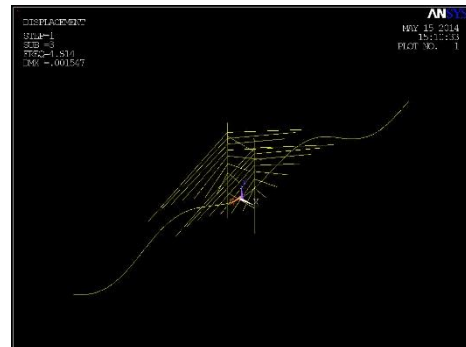 DISPLACEMENT
STEP=1
SUB =3
FREQ=4.814
DMX =.001547
ANSYS
MAY 15 2014
15:10:33
PLOT NO. 1